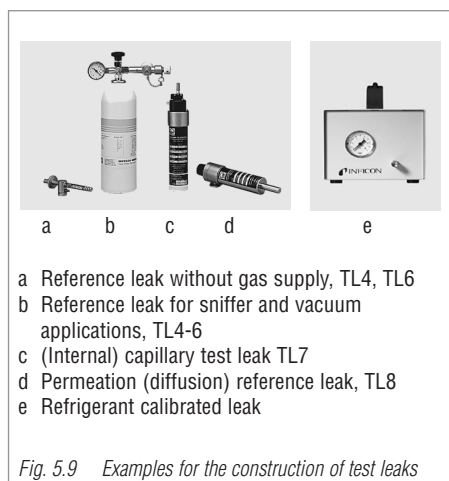 INFICON
a b c d e
a Reference leak without gas supply, TL4, TL6
b Reference leak for sniffer and vacuum
applications, TL4-6
c (Internal) capillary test leak TL7
d Permeation (diffusion) reference leak, TL8
e Refrigerant calibrated leak
Fig. 5.9 Examples for the construction of test leaks